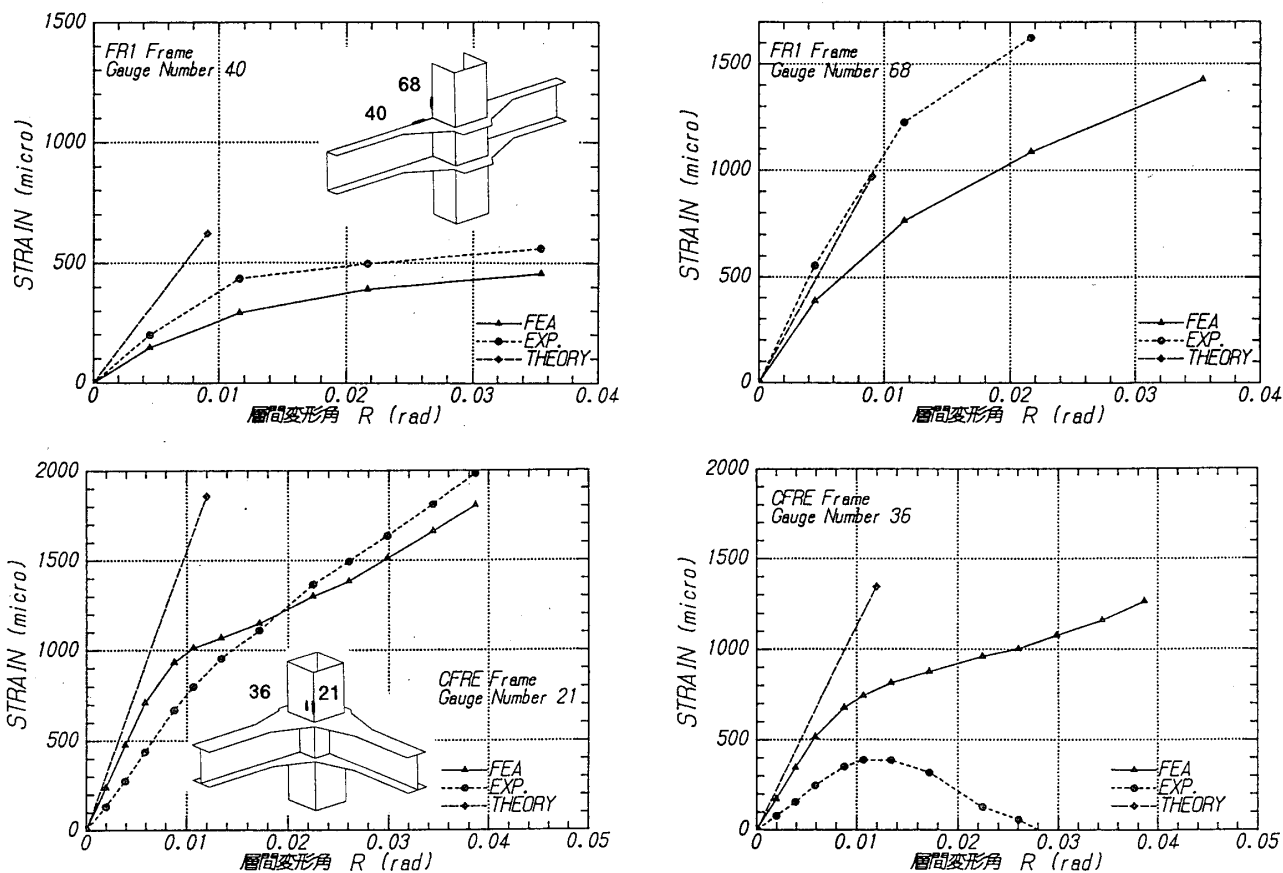 1500
FR1 Frame
Gauge Number 40
68
40
1000
STRAIN (micro)
500
FEA
EXP.
THEORY
0
0 0.01 0.02 0.03 0.04
層間変形角 R (rad)
FR1 Frame
Gauge Number 68
1500
STRAIN (micro)
1000
500
FEA
EXP.
THEORY
0
0 0.01 0.02 0.03 0.04
層間変形角 R (rad)
2000
1500
STRAIN (micro)
1000
36 21
CFRE Frame
Gauge Number 21
500
FEA
EXP.
THEORY
0
0 0.01 0.02 0.03 0.04 0.05
層間変形角 R (rad)
2000
CFRE Frame
Gauge Number 36
1500
STRAIN (micro)
1000
500
FEA
EXP.
THEORY
0
0 0.01 0.02 0.03 0.04 0.05
層間変形角 R (rad)